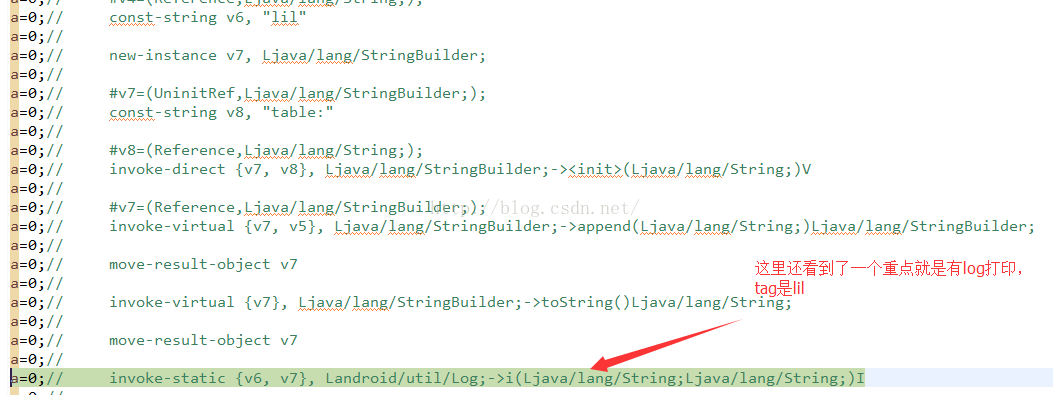 a=0;//    #v4=(Reference,Ljava/lang/String;);
a=0;//    const-string v6, "lil"
a=0;//
a=0;//    new-instance v7, Ljava/lang/StringBuilder;
a=0;//
a=0;//    #v7=(UninitRef,Ljava/lang/StringBuilder;);
a=0;//    const-string v8, "table:"
a=0;//
a=0;//    #v8=(Reference,Ljava/lang/String;);
a=0;//    invoke-direct {v7, v8}, Ljava/lang/StringBuilder;-><init>(Ljava/lang/String;)V
a=0;//
a=0;//    #v7=(Reference,Ljava/lang/StringBuilder;);
http://blog.csdn.net/
a=0;//    invoke-virtual {v7, v5}, Ljava/lang/StringBuilder;->append(Ljava/lang/String;)Ljava/lang/StringBuilder;
a=0;//
a=0;//    move-result-object v7
a=0;//
这里还看到了一个重点就是有log打印，
tag是lil
a=0;//    invoke-virtual {v7}, Ljava/lang/StringBuilder;->toString()Ljava/lang/String;
a=0;//
a=0;//    move-result-object v7
a=0;//
a=0;//    invoke-static {v6, v7}, Landroid/util/Log;->i(Ljava/lang/String;Ljava/lang/String;)I
a=0;//